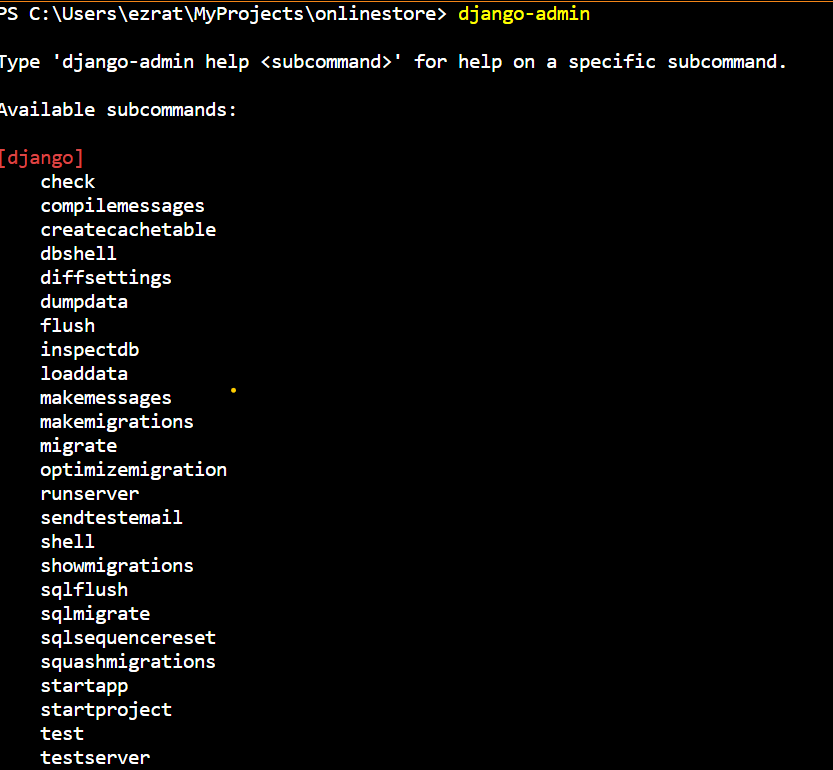 PS C:\Users\ezrat\MyProjects\onlinestore> django-admin
Type 'django-admin help <subcommand>' for help on a specific subcommand.
Available subcommands:
[django]
check
compilemessages
createcachetable
dbshell
diffsettings
dumpdata
flush
inspectdb
loaddata
makemessages
makemigrations
migrate
optimizemigration
runserver
sendtestemail
shell
showmigrations
sqlflush
sqlmigrate
sqlsequencereset
squashmigrations
startapp
startproject
test
testserver